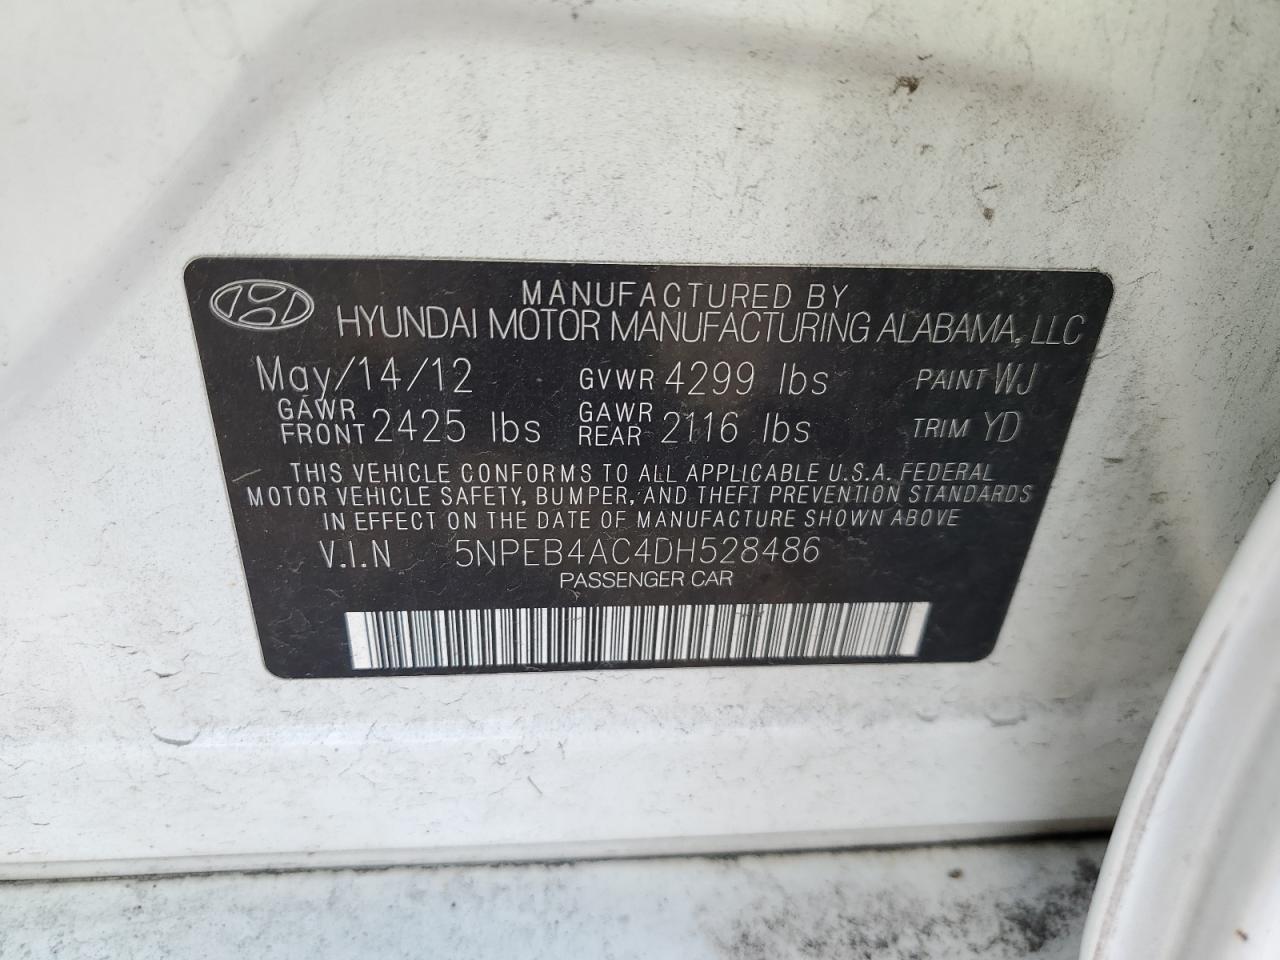 MANUFACTURED BY
HYUNDAI MOTOR MANUFACTURING ALABAMA, LLC
May/14/12 GVWR 4299 lbs PAINT WJ
GAWR FRONT 2425 lbs GAWR REAR 2116 lbs TRIM YD
THIS VEHICLE CONFORMS TO ALL APPLICABLE U.S.A. FEDERAL
MOTOR VEHICLE SAFETY, BUMPER, AND THEFT PREVENTION STANDARDS
IN EFFECT ON THE DATE OF MANUFACTURE SHOWN ABOVE
V.I.N 5NPEB4AC4DH528486
PASSENGER CAR